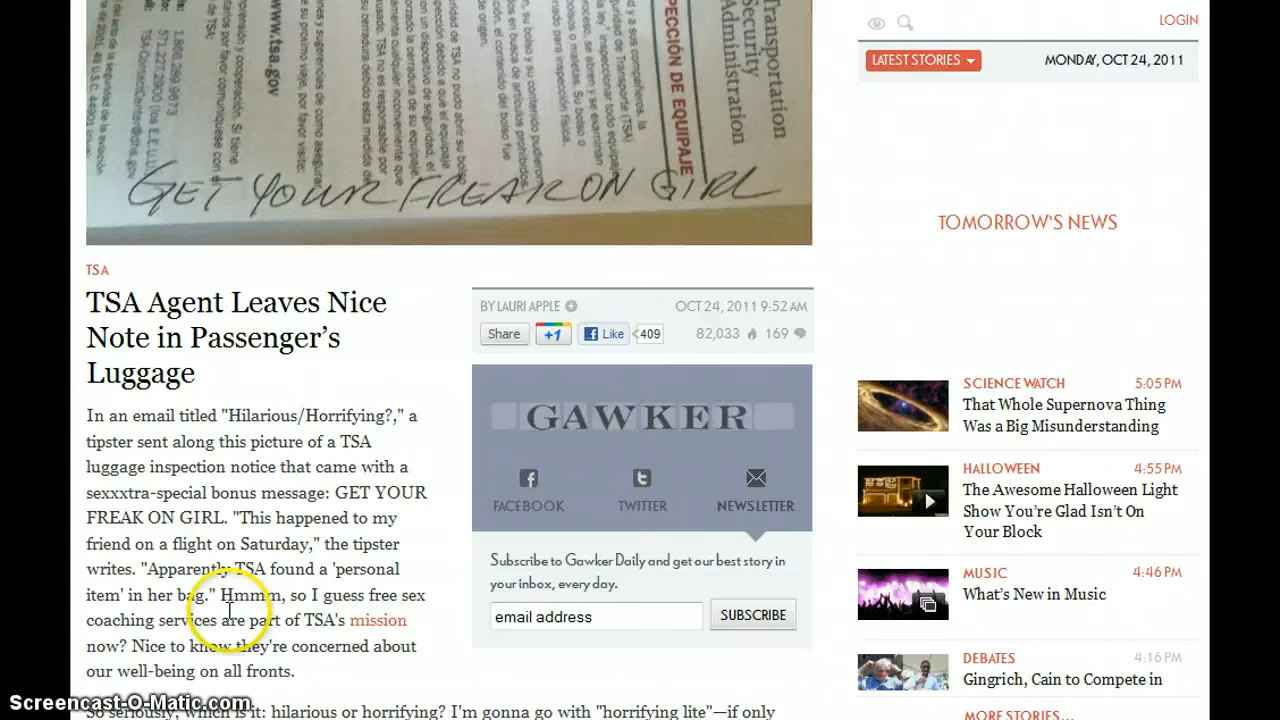 Transportation
Security
Administration
PECCIÓN DE EQUIPAJE
www.tsa.gov
GET YOUR FREAK ON GIRL
TSA
TSA Agent Leaves Nice
Note in Passenger's
Luggage
In an email titled "Hilarious/Horrifying?," a
tipster sent along this picture of a TSA
luggage inspection notice that came with a
sexxxtra-special bonus message: GET YOUR
FREAK ON GIRL. "This happened to my
friend on a flight on Saturday," the tipster
writes. "Apparently TSA found a 'personal
item' in her bag." Hmmm, so I guess free sex
coaching services are part of TSA's mission
now? Nice to know they're concerned about
our well-being on all fronts.
So seriously, which is it: hilarious or horrifying? I'm gonna go with "horrifying lite"—if only
BY LAURI APPLE
OCT 24, 2011 9:52 AM
Share
+1
Like
409
82,033
169
GAWKER
FACEBOOK
TWITTER
NEWSLETTER
Subscribe to Gawker Daily and get our best story in
your inbox, every day.
email address
SUBSCRIBE
LOGIN
LATEST STORIES
MONDAY, OCT 24, 2011
TOMORROW'S NEWS
SCIENCE WATCH 5:05 PM
That Whole Supernova Thing
Was a Big Misunderstanding
HALLOWEEN 4:55 PM
The Awesome Halloween Light
Show You're Glad Isn't On
Your Block
MUSIC 4:46 PM
What's New in Music
DEBATES 4:16 PM
Gingrich, Cain to Compete in
MORE STORIES...
Screencast-O-Matic.com